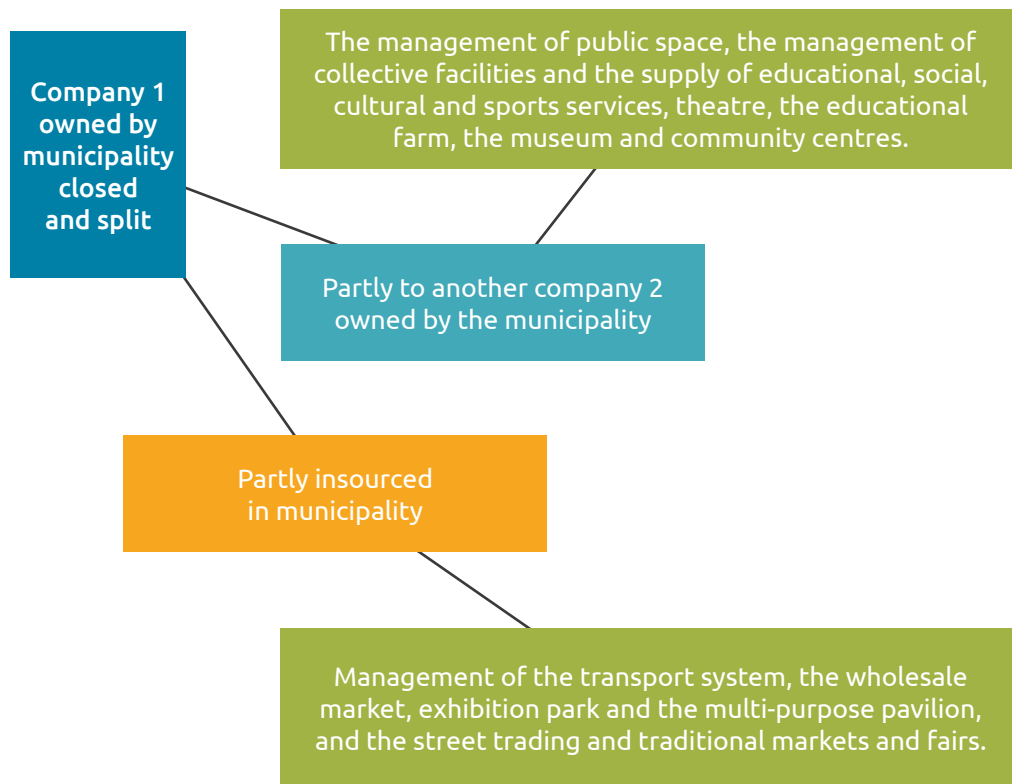 Company 1
owned by
municipality
closed
and split
The management of public space, the management of
collective facilities and the supply of educational, social,
cultural and sports services, theatre, the educational
farm, the museum and community centres.
Partly to another company 2
owned by the municipality
Partly insourced
in municipality
Management of the transport system, the wholesale
market, exhibition park and the multi-purpose pavilion,
and the street trading and traditional markets and fairs.